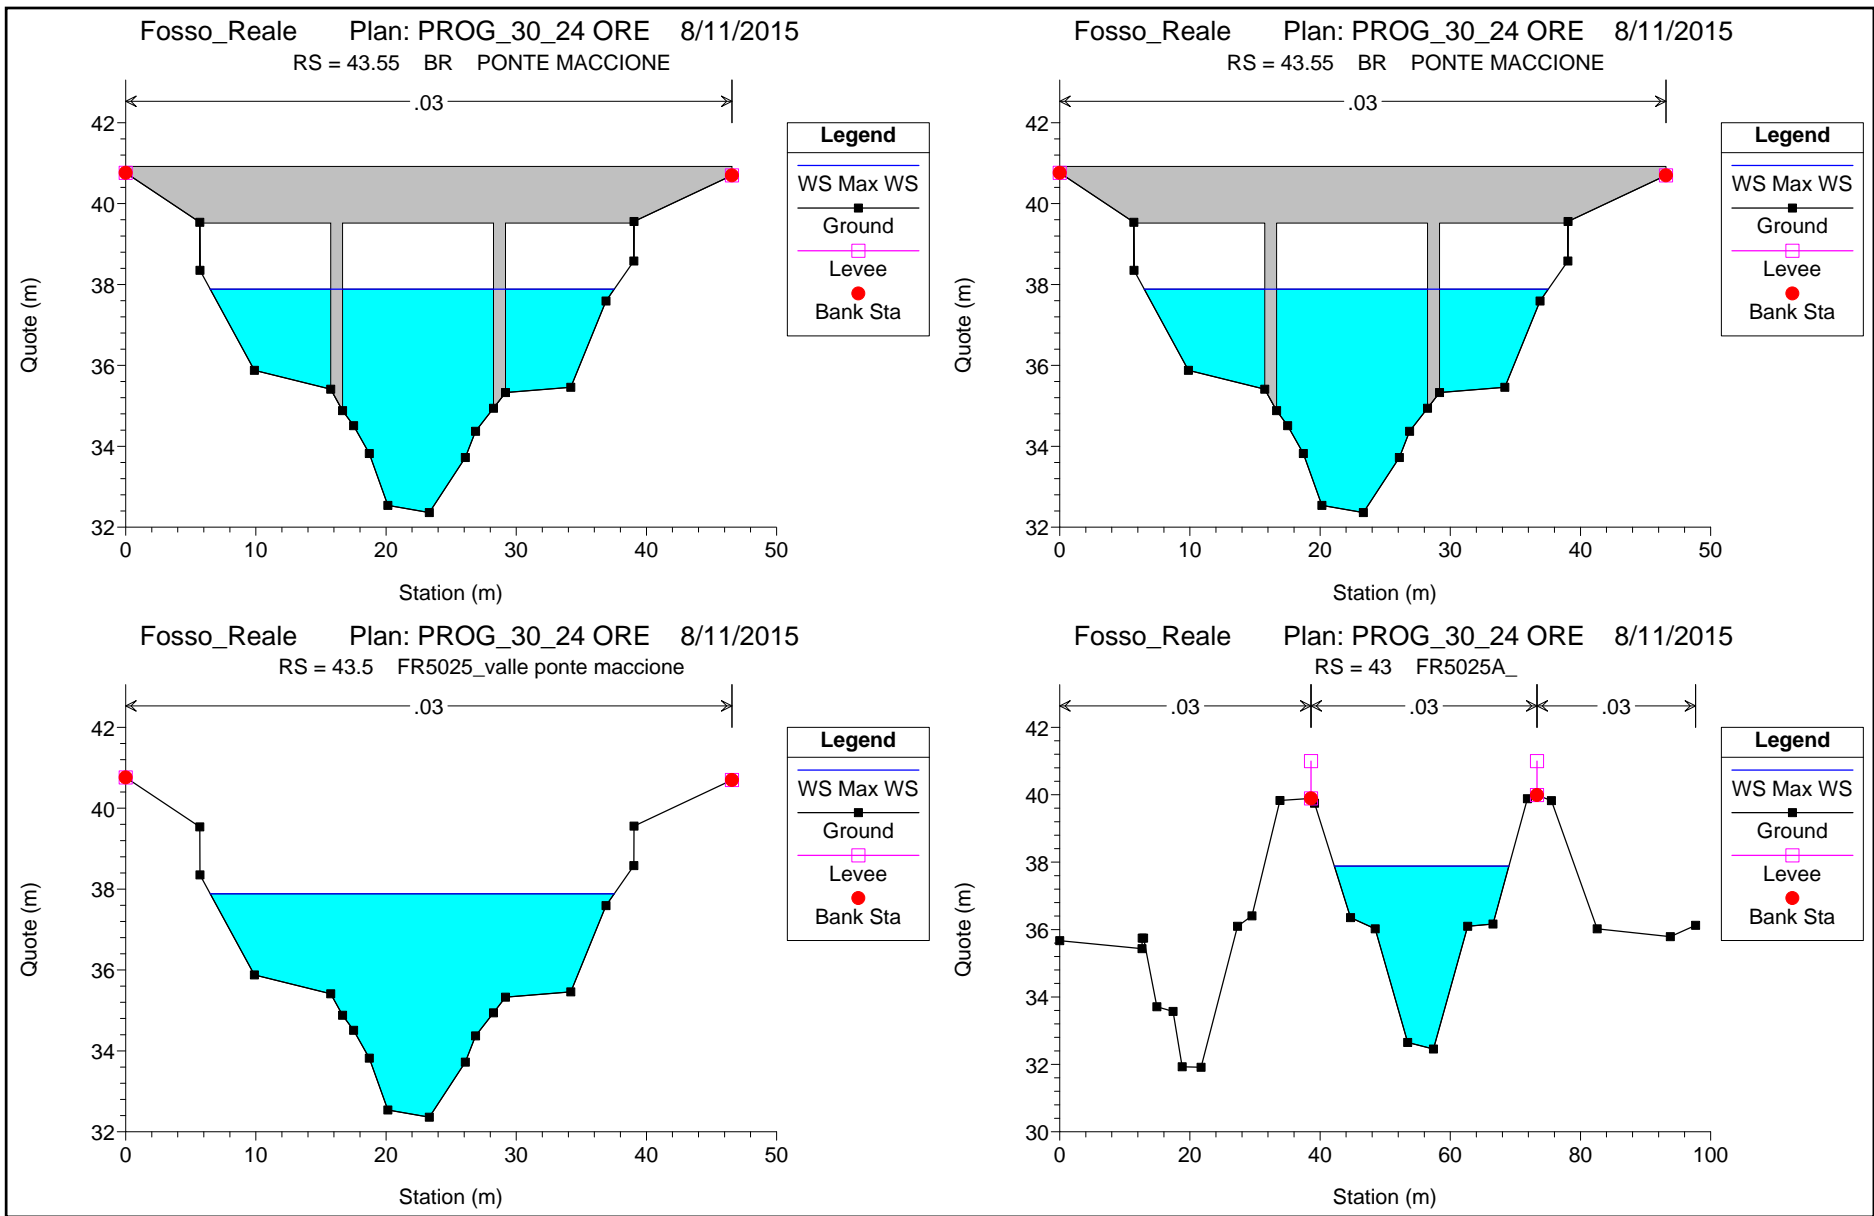 Fosso_Reale Plan: PROG_30_24 ORE 8/11/2015
RS = 43.55 BR PONTE MACCIONE
.03
42
40
38
36
34
32
0 10 20 30 40 50
Quote (m)
Station (m)
Legend
WS Max WS
Ground
Levee
Bank Sta
Fosso_Reale Plan: PROG_30_24 ORE 8/11/2015
RS = 43.55 BR PONTE MACCIONE
.03
42
40
38
36
34
32
0 10 20 30 40 50
Quote (m)
Station (m)
Legend
WS Max WS
Ground
Levee
Bank Sta
Fosso_Reale Plan: PROG_30_24 ORE 8/11/2015
RS = 43.5 FR5025_valle ponte maccione
.03
42
40
38
36
34
32
0 10 20 30 40 50
Quote (m)
Station (m)
Legend
WS Max WS
Ground
Levee
Bank Sta
Fosso_Reale Plan: PROG_30_24 ORE 8/11/2015
RS = 43 FR5025A_
.03 .03 .03
42
40
38
36
34
32
30
0 20 40 60 80 100
Quote (m)
Station (m)
Legend
WS Max WS
Ground
Levee
Bank Sta